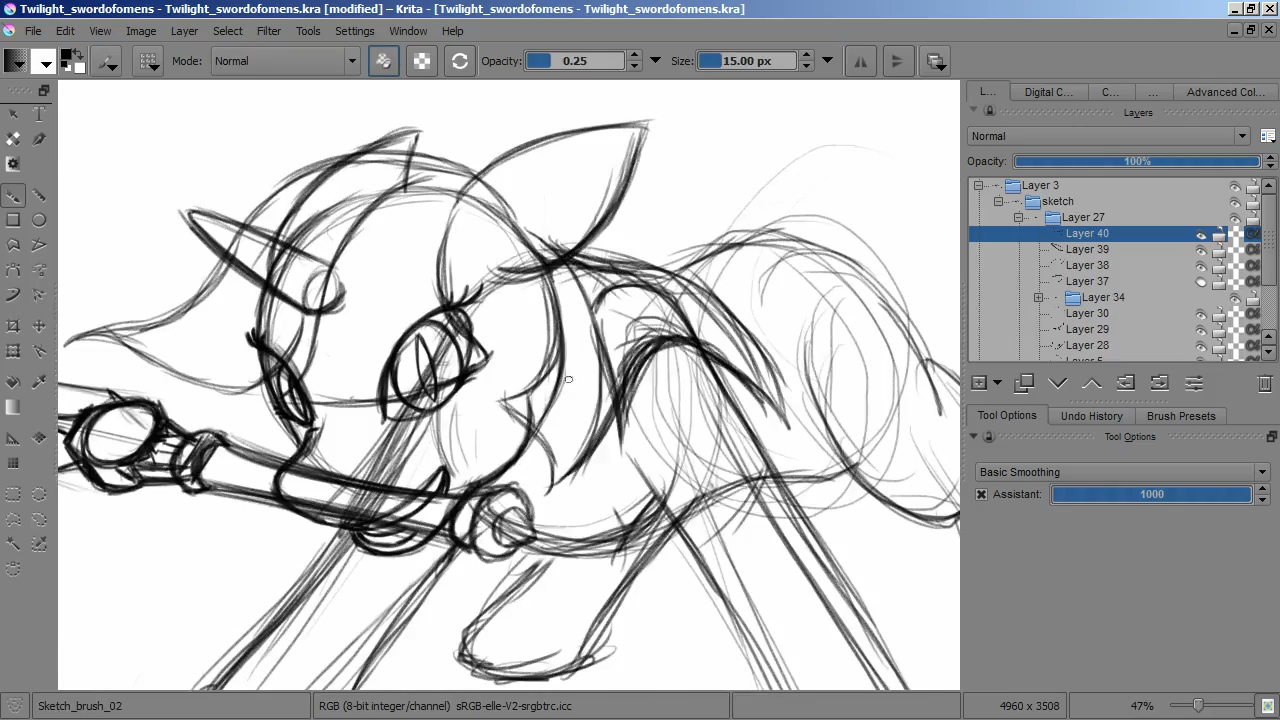 Twilight_swordofomens.kra [modified] – Krita - [Twilight_swordofomens - Twilight_swordofomens.kra]
File Edit View Image Layer Select Filter Tools Settings Window Help
Mode: Normal Opacity: 0.25 Size: 15.00 px
L... Digital C... C... ... Advanced Col...
Layers
Normal
Opacity: 100%
Layer 3
sketch
Layer 27
Layer 40
Layer 39
Layer 38
Layer 37
Layer 34
Layer 30
Layer 29
Layer 28
Tool Options Undo History Brush Presets
Tool Options
Basic Smoothing
Assistant: 1000
Sketch_brush_02 RGB (8-bit integer/channel) sRGB-elle-V2-srgbtrc.icc 4960 x 3508 47%